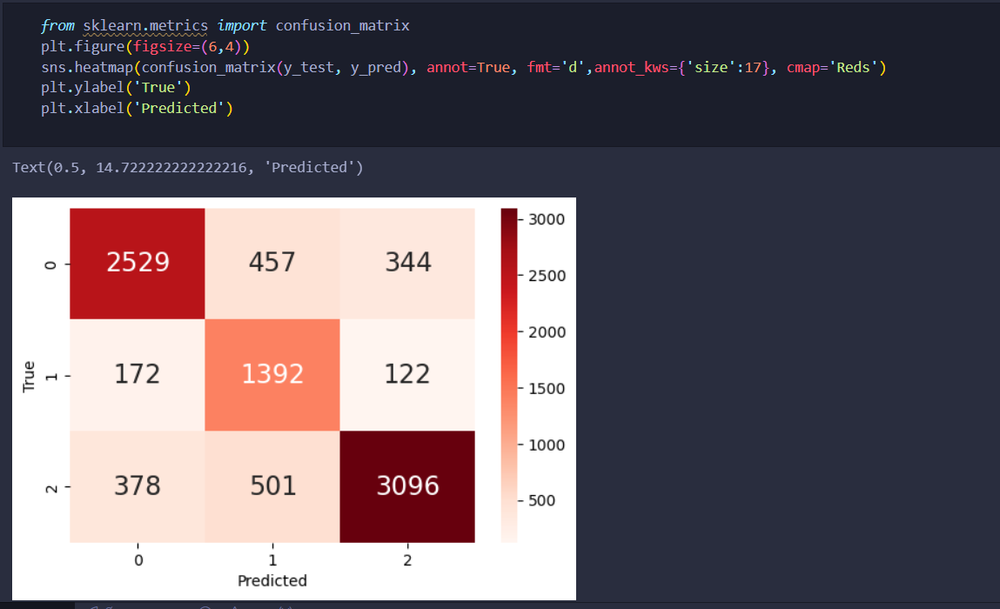 from sklearn.metrics import confusion_matrix
plt.figure(figsize=(6,4))
sns.heatmap(confusion_matrix(y_test, y_pred), annot=True, fmt='d',annot_kws={'size':17}, cmap='Reds')
plt.ylabel('True')
plt.xlabel('Predicted')
Text(0.5, 14.722222222222216, 'Predicted')
2529 457 344
172 1392 122
378 501 3096
0
1
2
True
0 1 2
Predicted
3000
2500
2000
1500
1000
500